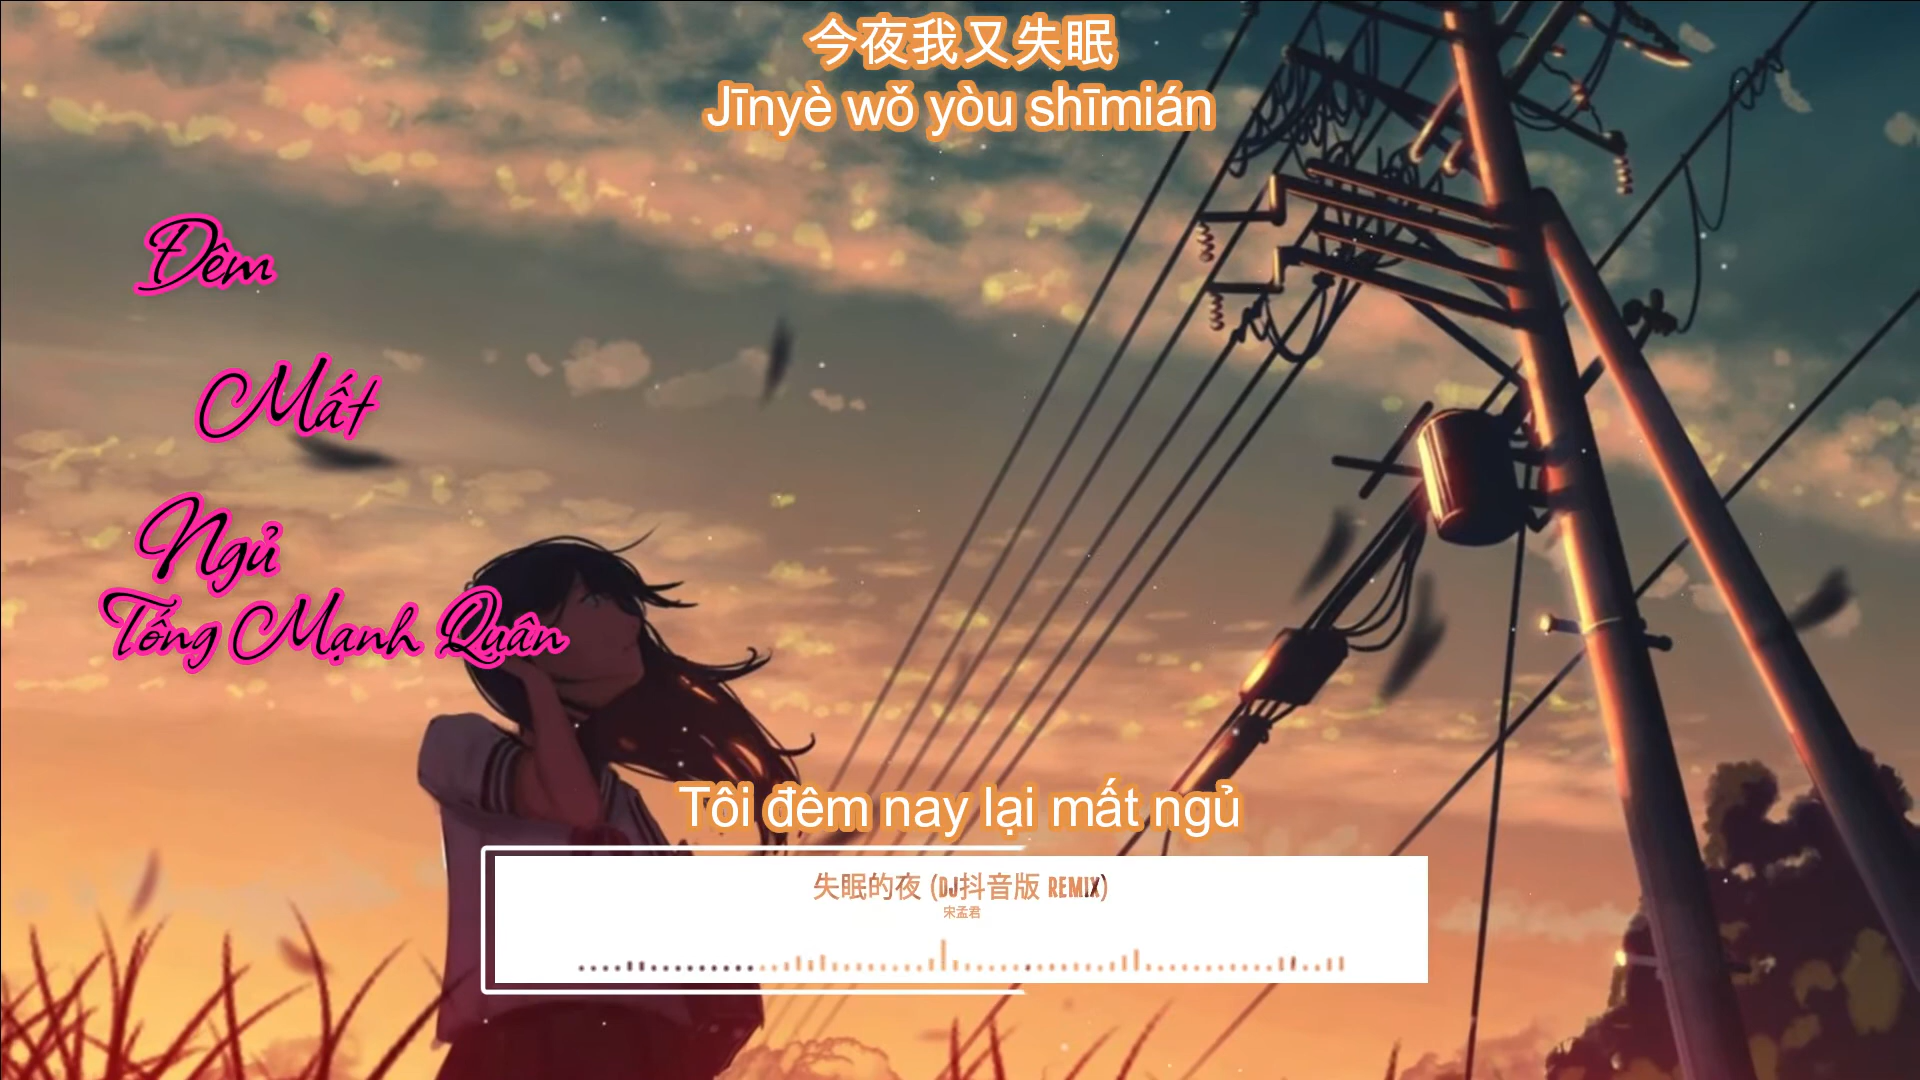 今夜我又失眠
Jīnyè wǒ yòu shīmián
Đêm
Mất
Ngủ
Tống Mạnh Quân
Tôi đêm nay lại mất ngủ
失眠的夜 (DJ抖音版 REMIX)
宋孟君